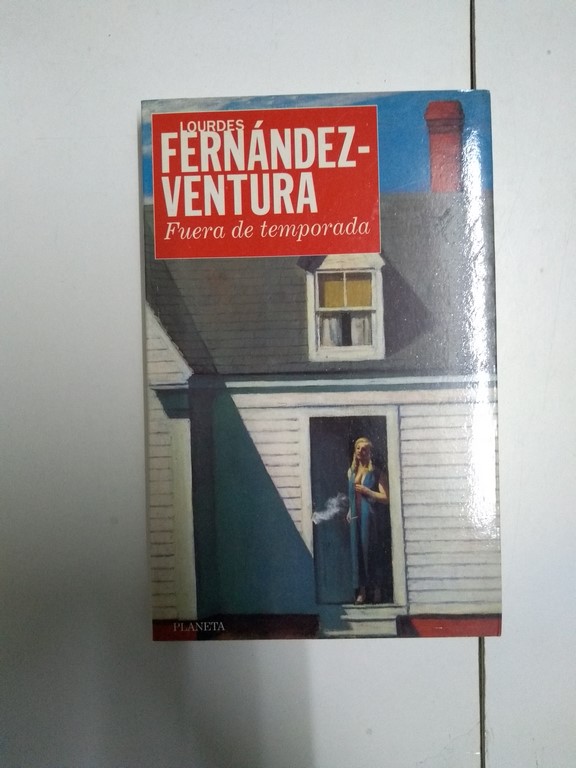 LOURDES
FERNÁNDEZ-
VENTURA
Fuera de temporada
PLANETA